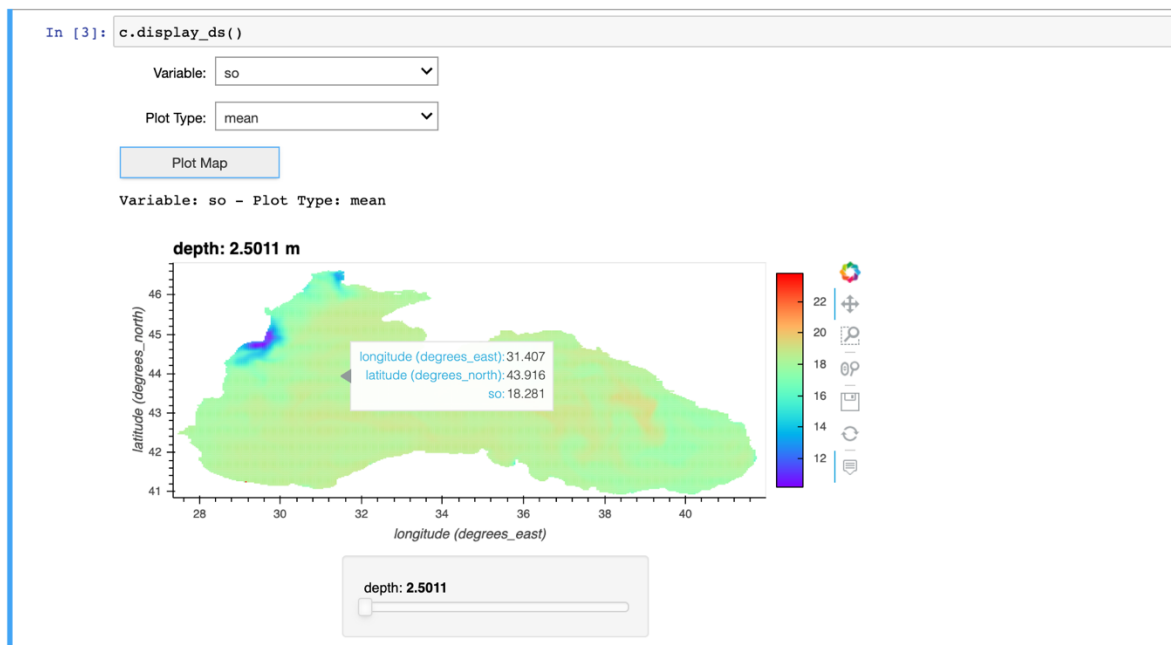 In [3]: c.display_ds()
Variable: so
Plot Type: mean
Plot Map
Variable: so - Plot Type: mean
depth: 2.5011 m
46
45
44
43
42
41
latitude (degrees_north)
longitude (degrees_east): 31.407
latitude (degrees_north): 43.916
so: 18.281
22
20
18
16
14
12
28 30 32 34 36 38 40
longitude (degrees_east)
depth: 2.5011